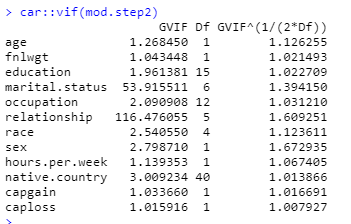 > car::vif(mod.step2)
GVIF Df GVIF^(1/(2*Df))
age 1.268450 1 1.126255
fnlwgt 1.043448 1 1.021493
education 1.961381 15 1.022709
marital.status 53.915511 6 1.394150
occupation 2.090908 12 1.031210
relationship 116.476055 5 1.609251
race 2.540550 4 1.123611
sex 2.798710 1 1.672935
hours.per.week 1.139353 1 1.067405
native.country 3.009234 40 1.013866
capgain 1.033660 1 1.016691
caploss 1.015916 1 1.007927
>